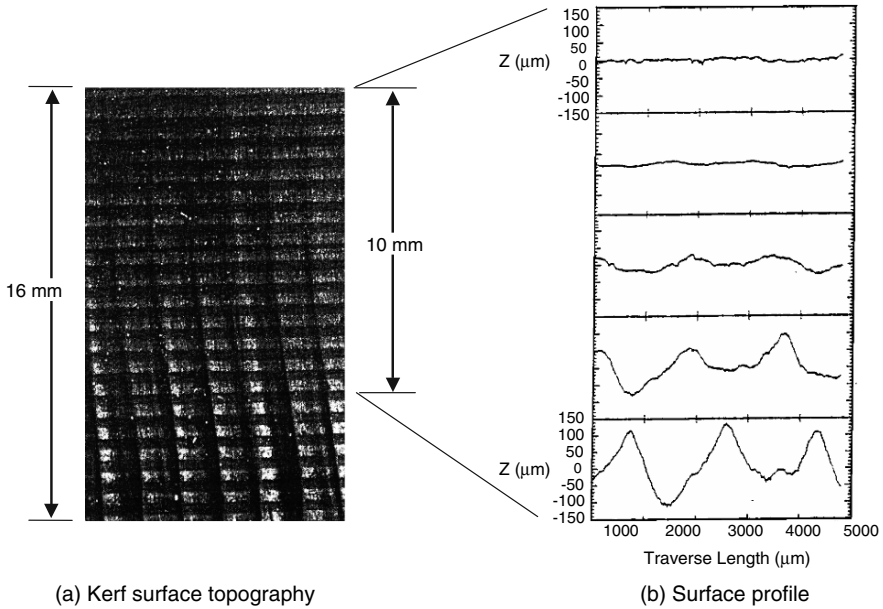 16 mm
10 mm
(a) Kerf surface topography
150
100
50
Z (μm)
0
-50
-100
-150
150
100
50
Z (μm)
0
-50
-100
-150
1000 2000 3000 4000 5000
Traverse Length (μm)
(b) Surface profile